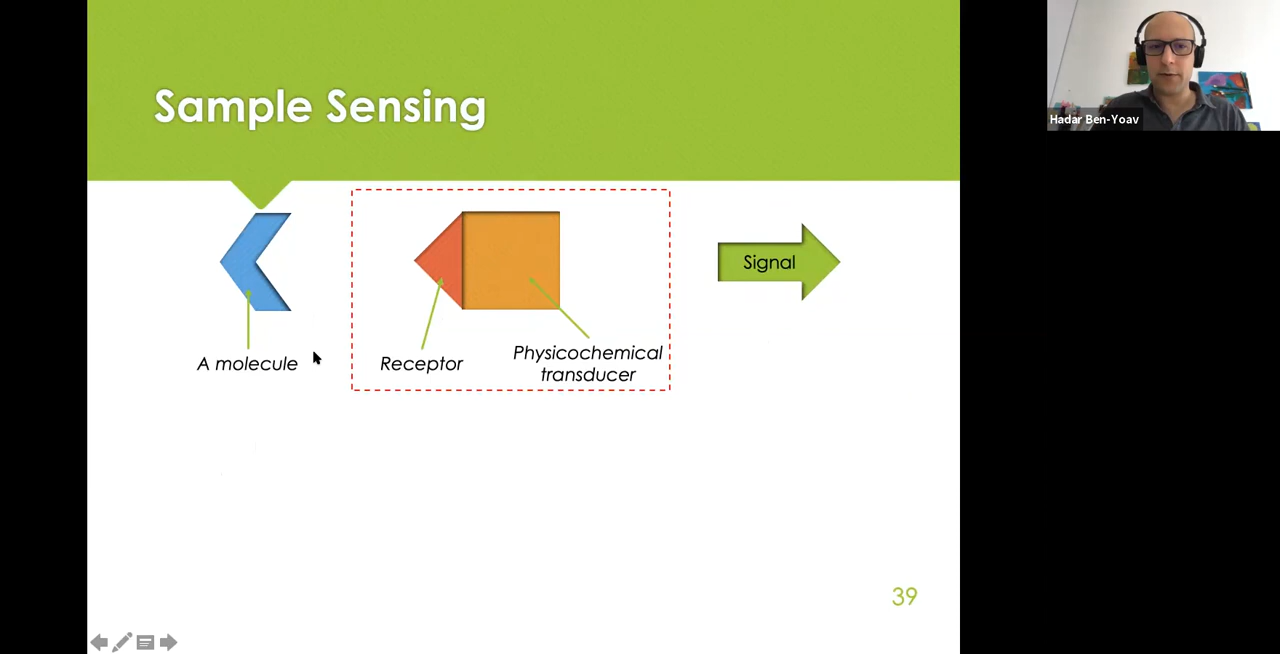 Sample Sensing
Hadar Ben-Yoav
Signal
A molecule
Receptor
Physicochemical
transducer
39